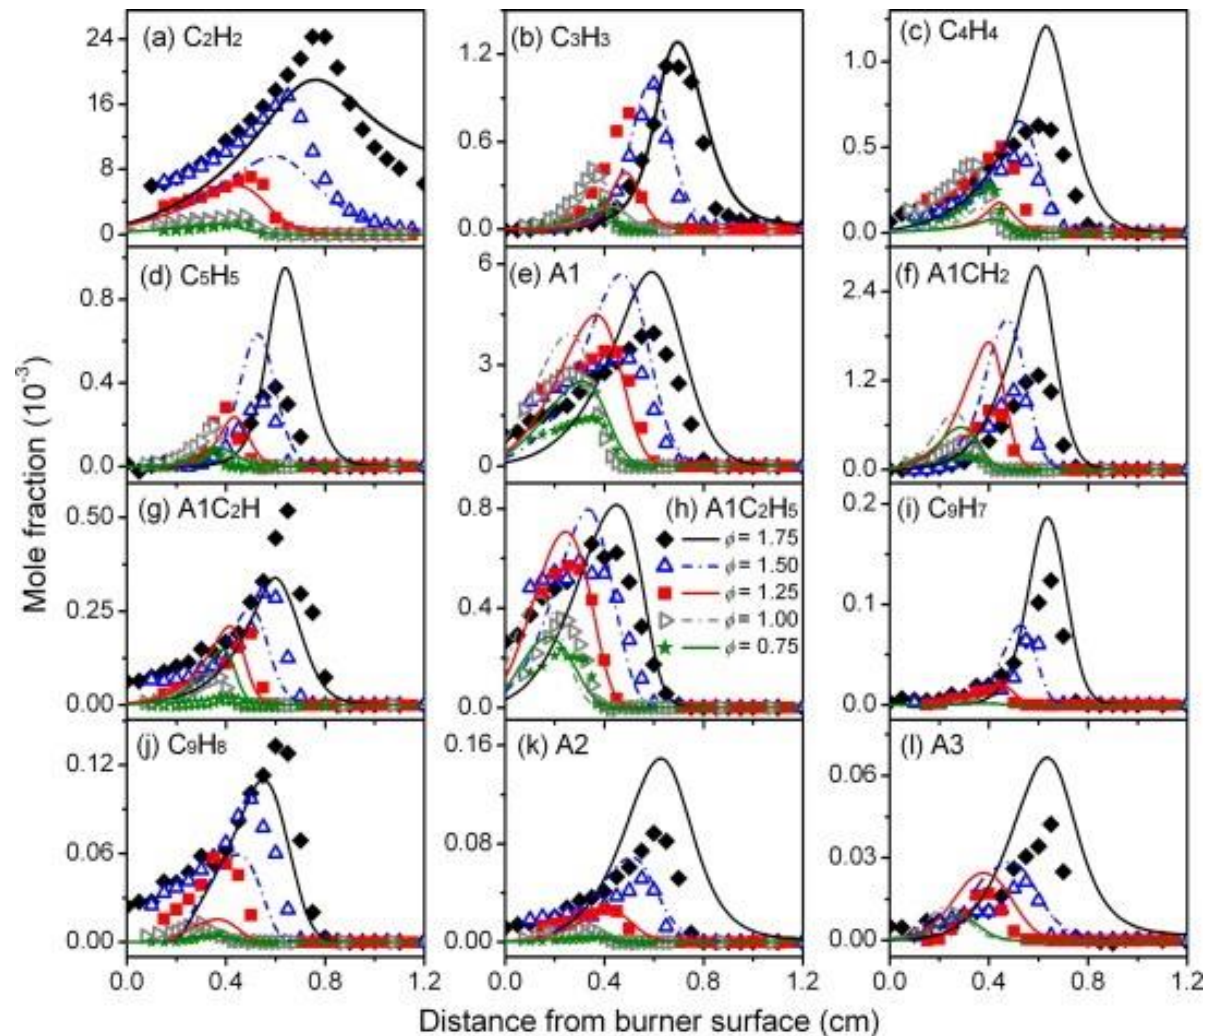 (a) C₂H₂
(b) C₃H₃
(c) C₄H₄
24
16
8
0
1.2
0.6
0.0
1.0
0.5
0.0
(d) C₅H₅
(e) A1
(f) A1CH₂
0.8
0.4
0.0
6
3
0
2.4
1.2
0.0
(g) A1C₂H
(h) A1C₂H₅
(i) C₉H₇
0.50
0.25
0.00
0.8
0.4
0.0
0.2
0.1
0.0
ϕ = 1.75
ϕ = 1.50
ϕ = 1.25
ϕ = 1.00
ϕ = 0.75
(j) C₉H₈
(k) A2
(l) A3
0.12
0.06
0.00
0.16
0.08
0.00
0.06
0.03
0.00
0.0 0.4 0.8 1.2
0.0 0.4 0.8 1.2
0.0 0.4 0.8 1.2
Mole fraction (10⁻³)
Distance from burner surface (cm)